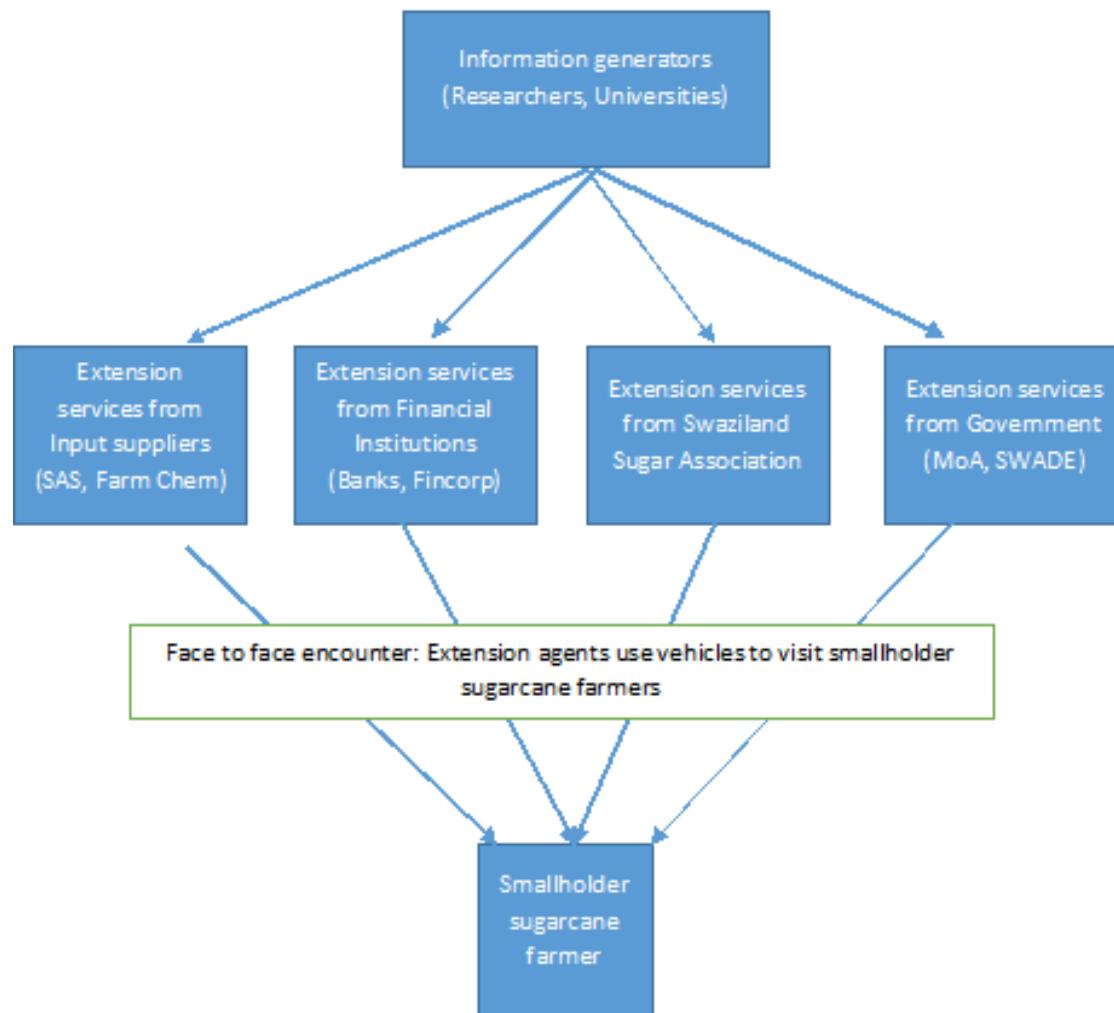 Information generators
(Researchers, Universities)
Extension
services from
Input suppliers
(SAS, Farm Chem)
Extension services
from Financial
Institutions
(Banks, Fincorp)
Extension services
from Swaziland
Sugar Association
Extension services
from Government
(MoA, SWADE)
Face to face encounter: Extension agents use vehicles to visit smallholder
sugarcane farmers
Smallholder
sugarcane
farmer